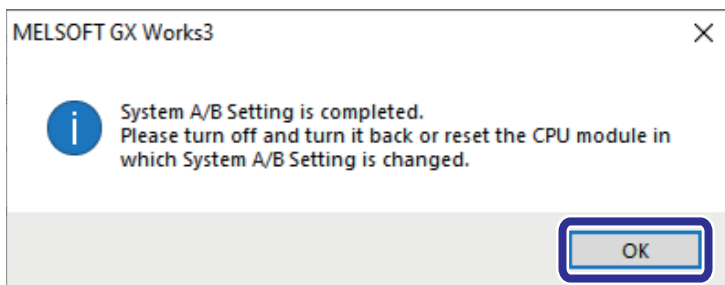 MELSOFT GX Works3
System A/B Setting is completed.
Please turn off and turn it back or reset the CPU module in
which System A/B Setting is changed.
OK